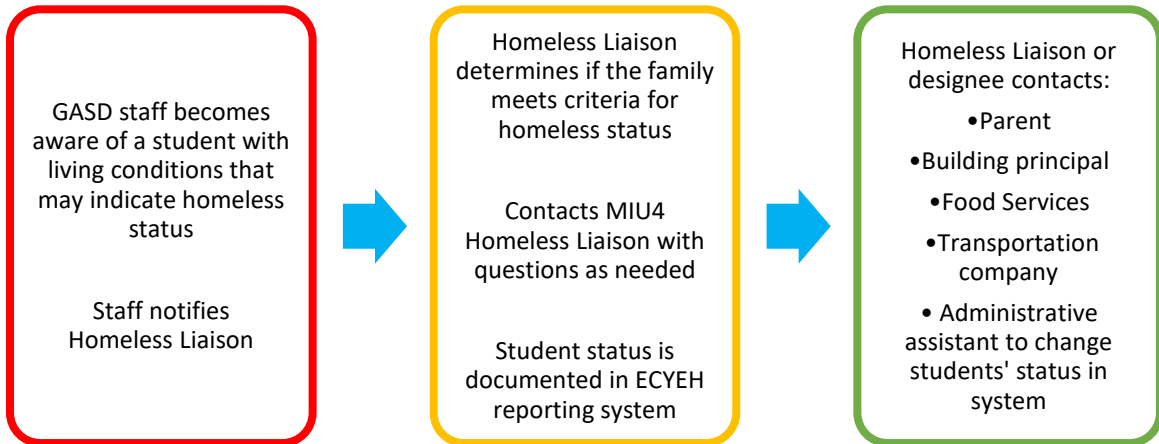 GASD staff becomes
aware of a student with
living conditions that
may indicate homeless
status
Staff notifies
Homeless Liaison
Homeless Liaison
determines if the family
meets criteria for
homeless status
Contacts MIU4
Homeless Liaison with
questions as needed
Student status is
documented in ECYEH
reporting system
Homeless Liaison or
designee contacts:
•Parent
•Building principal
•Food Services
•Transportation
company
• Administrative
assistant to change
students' status in
system